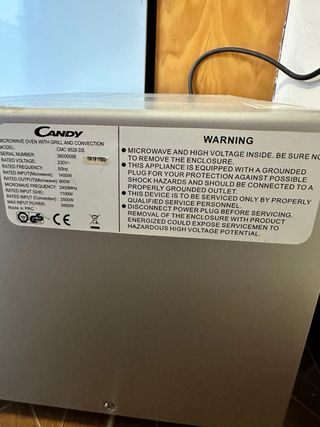 CANDY
MICROWAVE OVEN WITH GRILL AND CONVECTION
MODEL: CMC 9528 DS
SERIAL NUMBER: 38000088
RATED VOLTAGE: 230V~
RATED FREQUENCY: 50Hz
RATED INPUT(Microwave): 1450W
RATED OUTPUT(Microwave): 900W
MICROWAVE FREQUENCY: 2450MHz
RATED INPUT (Grill): 1100W
RATED INPUT (Convection): 2500W
MAX INPUT POWER: 2850W
Made in PRC
CE
WARNING
● MICROWAVE AND HIGH VOLTAGE INSIDE. BE SURE NO
TO REMOVE THE ENCLOSURE.
● THIS APPLIANCE IS EQUIPPED WITH A GROUNDED
PLUG FOR YOUR PROTECTION AGAINST POSSIBLE
SHOCK HAZARDS AND SHOULD BE CONNECTED TO A
PROPERLY GROUNDED OUTLET.
● THIS DEVICE IS TO BE SERVICED ONLY BY PROPERLY
QUALIFIED SERVICE PERSONNEL.
● DISCONNECT POWER PLUG BEFORE SERVICING.
REMOVAL OF THE ENCLOSURE WITH PRODUCT
ENERGIZED COULD EXPOSE SERVICEMEN TO
HAZARDOUS HIGH VOLTAGE POTENTIAL.